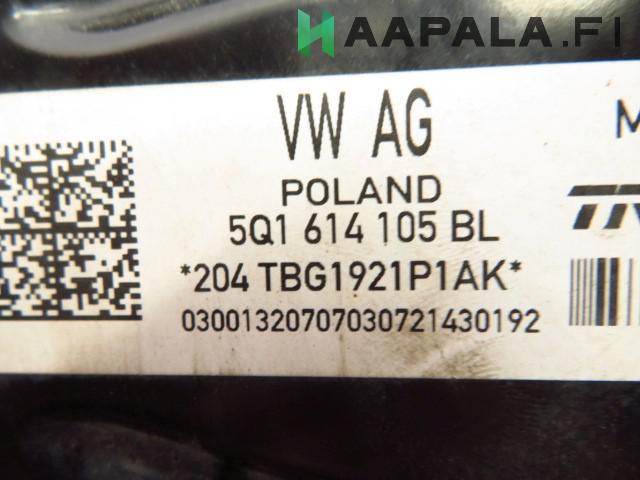 HAAPALA.FI
VW AG
POLAND
5Q1 614 105 BL
*204 TBG1921P1AK*
03001320707030721430192
M